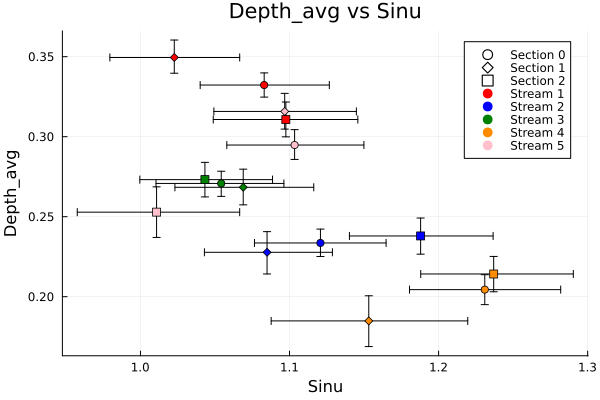 Depth_avg vs Sinu
Section 0
Section 1
Section 2
Stream 1
Stream 2
Stream 3
Stream 4
Stream 5
Depth_avg
0.35
0.30
0.25
0.20
1.0
1.1
1.2
1.3
Sinu